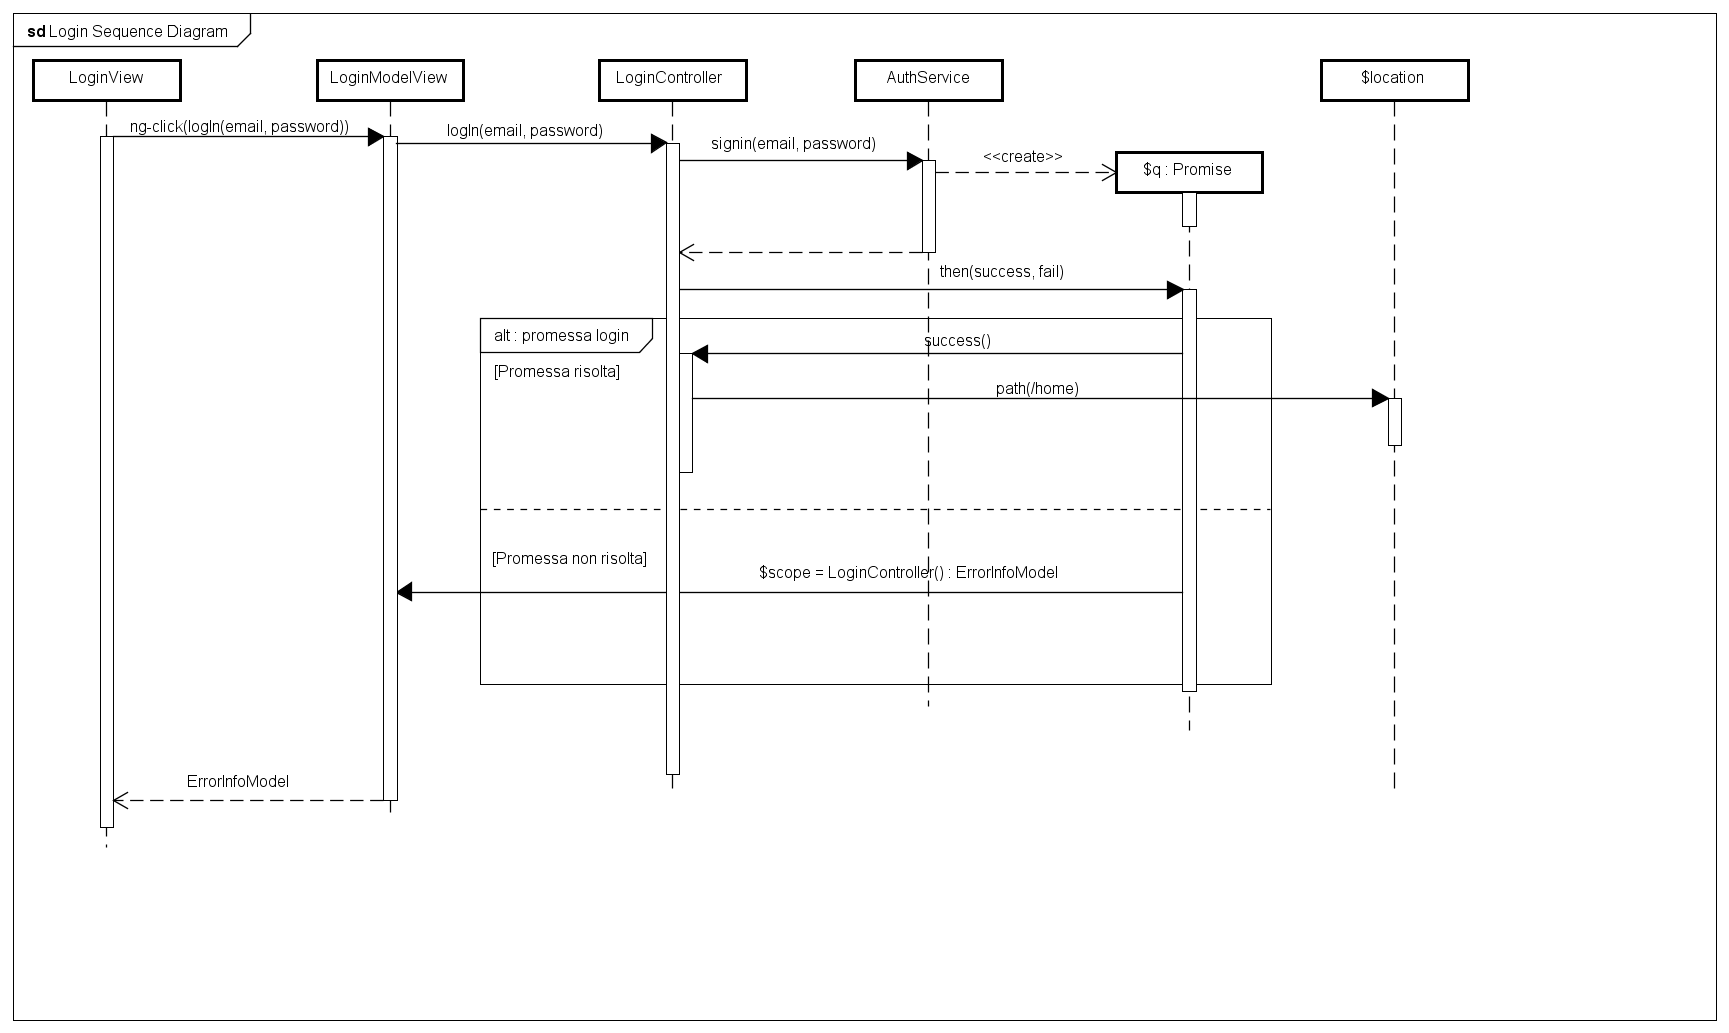 sd Login Sequence Diagram
LoginView
LoginModelView
LoginController
AuthService
$location
ng-click(logIn(email, password))
logIn(email, password)
signin(email, password)
<<create>>
$q : Promise
then(success, fail)
alt : promessa login
success()
[Promessa risolta]
path(/home)
[Promessa non risolta]
$scope = LoginController() : ErrorInfoModel
ErrorInfoModel